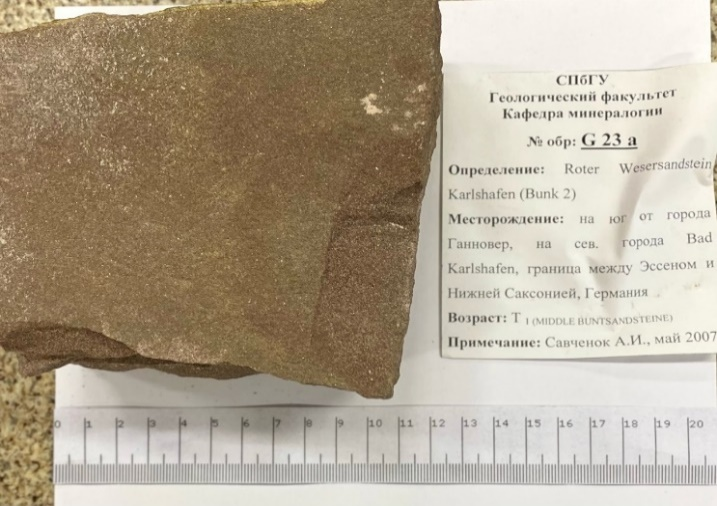 СПбГУ
Геологический факультет
Кафедра минералогии
№ обр: G 23 a
Определение: Roter Wesersandstein
Karlshafen (Bunk 2)
Месторождение: на юг от города
Ганновер, на сев. города Bad
Karlshafen, граница между Эссеном и
Нижней Саксонией, Германия
Возраст: T 1 (MIDDLE BUNTSANDSTEINE)
Примечание: Савченок А.И., май 2007
0 1 2 3 4 5 6 7 8 9 10 11 12 13 14 15 16 17 18 19 20